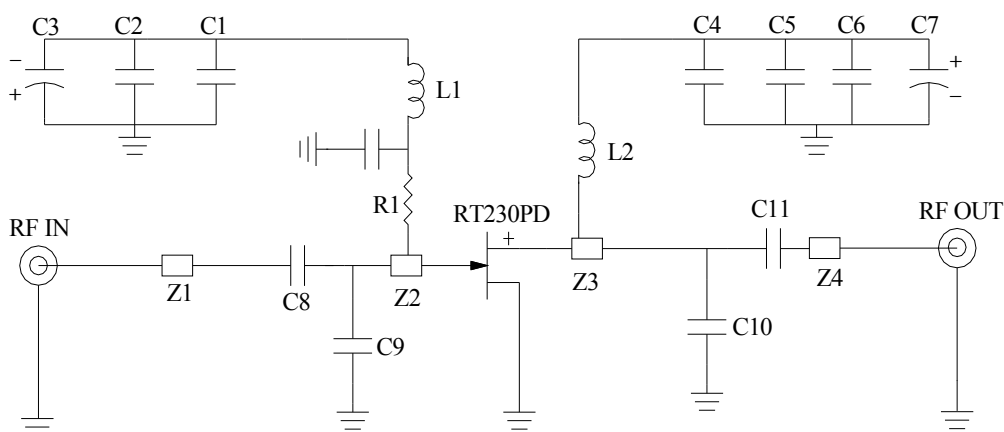 C3 C2 C1 C4 C5 C6 C7
− +
+ −
L1
L2
R1
RT230PD
+
C11
RF IN RF OUT
Z1 C8 Z2 Z3 Z4
C9 C10